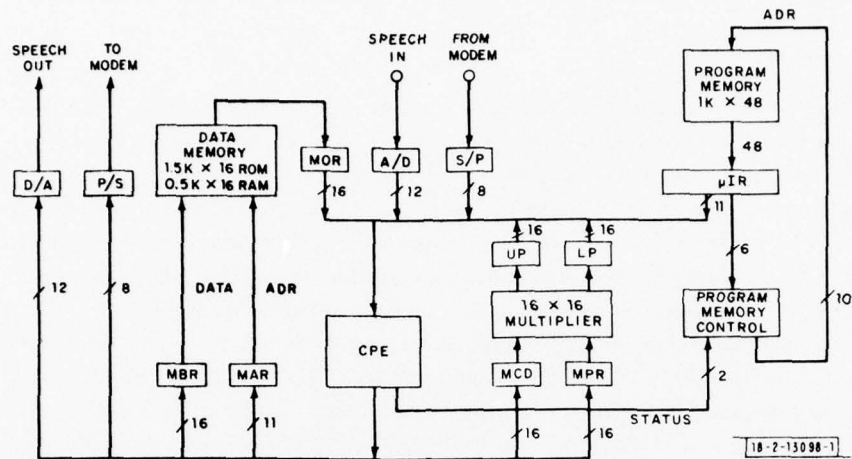 ADR
SPEECH
OUT
TO
MODEM
SPEECH
IN
FROM
MODEM
PROGRAM
MEMORY
1K × 48
DATA
MEMORY
1.5K × 16 ROM
0.5K × 16 RAM
48
D/A
P/S
MOR
A/D
S/P
μIR
16
12
8
11
16
16
6
UP
LP
12
8
DATA
ADR
16 × 16
MULTIPLIER
PROGRAM
MEMORY
CONTROL
10
CPE
MBR
MAR
MCD
MPR
2
STATUS
16
11
16
16
18-2-13098-1